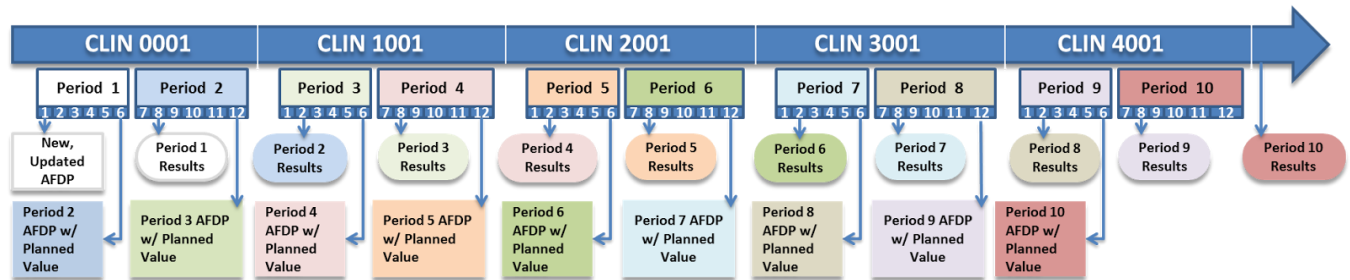 CLIN 0001 CLIN 1001 CLIN 2001 CLIN 3001 CLIN 4001
Period 1 Period 2 Period 3 Period 4 Period 5 Period 6 Period 7 Period 8 Period 9 Period 10
1 2 3 4 5 6 7 8 9 10 11 12 1 2 3 4 5 6 7 8 9 10 11 12 1 2 3 4 5 6 7 8 9 10 11 12 1 2 3 4 5 6 7 8 9 10 11 12 1 2 3 4 5 6 7 8 9 10 11 12
New,
Updated
AFDP
Period 1
Results
Period 2
Results
Period 3
Results
Period 4
Results
Period 5
Results
Period 6
Results
Period 7
Results
Period 8
Results
Period 9
Results
Period 10
Results
Period 2
AFDP w/
Planned
Value
Period 3 AFDP
w/ Planned
Value
Period 4
AFDP w/
Planned
Value
Period 5 AFDP
w/ Planned
Value
Period 6
AFDP w/
Planned
Value
Period 7 AFDP
w/ Planned
Value
Period 8
AFDP w/
Planned
Value
Period 9 AFDP
w/ Planned
Value
Period 10
AFDP w/
Planned
Value